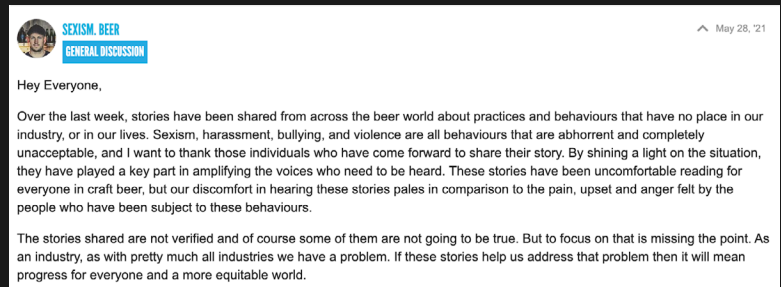 SEXISM. BEER
May 28, '21
GENERAL DISCUSSION
Hey Everyone,
Over the last week, stories have been shared from across the beer world about practices and behaviours that have no place in our
industry, or in our lives. Sexism, harassment, bullying, and violence are all behaviours that are abhorrent and completely
unacceptable, and I want to thank those individuals who have come forward to share their story. By shining a light on the situation,
they have played a key part in amplifying the voices who need to be heard. These stories have been uncomfortable reading for
everyone in craft beer, but our discomfort in hearing these stories pales in comparison to the pain, upset and anger felt by the
people who have been subject to these behaviours.
The stories shared are not verified and of course some of them are not going to be true. But to focus on that is missing the point. As
an industry, as with pretty much all industries we have a problem. If these stories help us address that problem then it will mean
progress for everyone and a more equitable world.